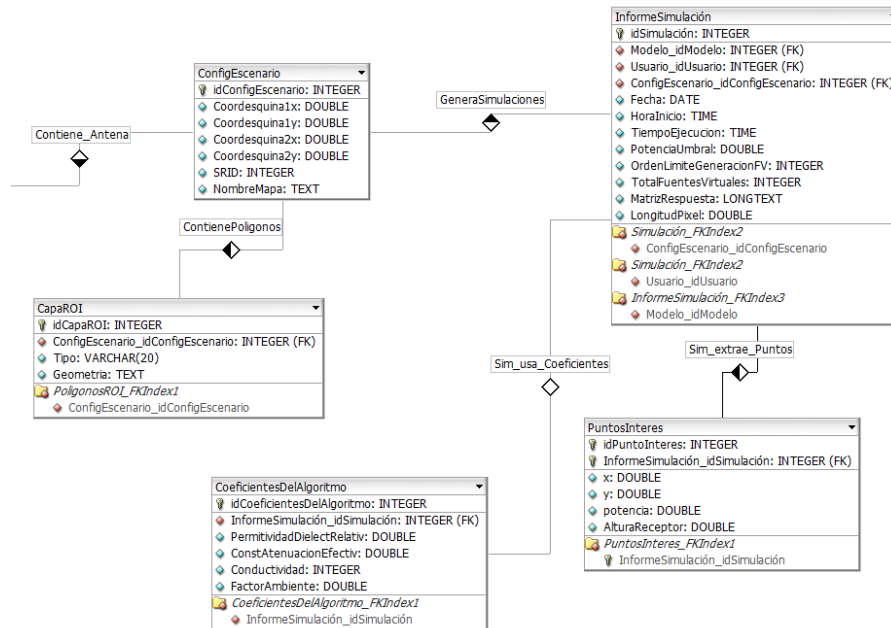 InformeSimulación
idSimulación: INTEGER
Modelo_idModelo: INTEGER (FK)
Usuario_idUsuario: INTEGER (FK)
ConfigEscenario_idConfigEscenario: INTEGER (FK)
Fecha: DATE
HoraInicio: TIME
TiempoEjecucion: TIME
PotenciaUmbral: DOUBLE
OrdenLimiteGeneracionFV: INTEGER
TotalFuentesVirtuales: INTEGER
MatrizRespuesta: LONGTEXT
LongitudPixel: DOUBLE
Simulación_FKIndex2
ConfigEscenario_idConfigEscenario
Simulación_FKIndex2
Usuario_idUsuario
InformeSimulación_FKIndex3
Modelo_idModelo
ConfigEscenario
idConfigEscenario: INTEGER
Coordesquina1x: DOUBLE
Coordesquina1y: DOUBLE
Coordesquina2x: DOUBLE
Coordesquina2y: DOUBLE
SRID: INTEGER
NombreMapa: TEXT
GeneraSimulaciones
Contiene_Antena
ContienePoligonos
CapaROI
idCapaROI: INTEGER
ConfigEscenario_idConfigEscenario: INTEGER (FK)
Tipo: VARCHAR(20)
Geometria: TEXT
PoligonosROI_FKIndex1
ConfigEscenario_idConfigEscenario
Sim_usa_Coeficientes
Sim_extrae_Puntos
PuntosInteres
idPuntoInteres: INTEGER
InformeSimulación_idSimulación: INTEGER (FK)
x: DOUBLE
y: DOUBLE
potencia: DOUBLE
AlturaReceptor: DOUBLE
PuntosInteres_FKIndex1
InformeSimulación_idSimulación
CoeficientesDelAlgoritmo
idCoeficientesDelAlgoritmo: INTEGER
InformeSimulación_idSimulación: INTEGER (FK)
PermitividadDielectRelativ: DOUBLE
ConstAtenuacionEfectiv: DOUBLE
Conductividad: INTEGER
FactorAmbiente: DOUBLE
CoeficientesDelAlgoritmo_FKIndex1
InformeSimulación_idSimulación